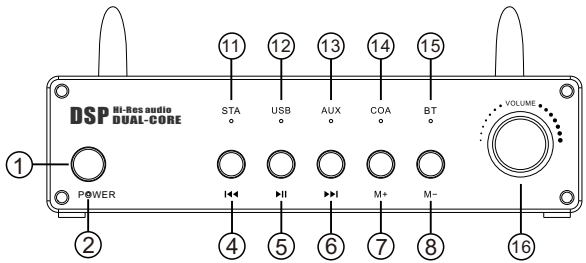 11 12 13 14 15
DSP Hi-Res audio
DUAL-CORE
STA USB AUX COA BT
VOLUME
1
POWER
M+ M-
2 4 5 6 7 8 16